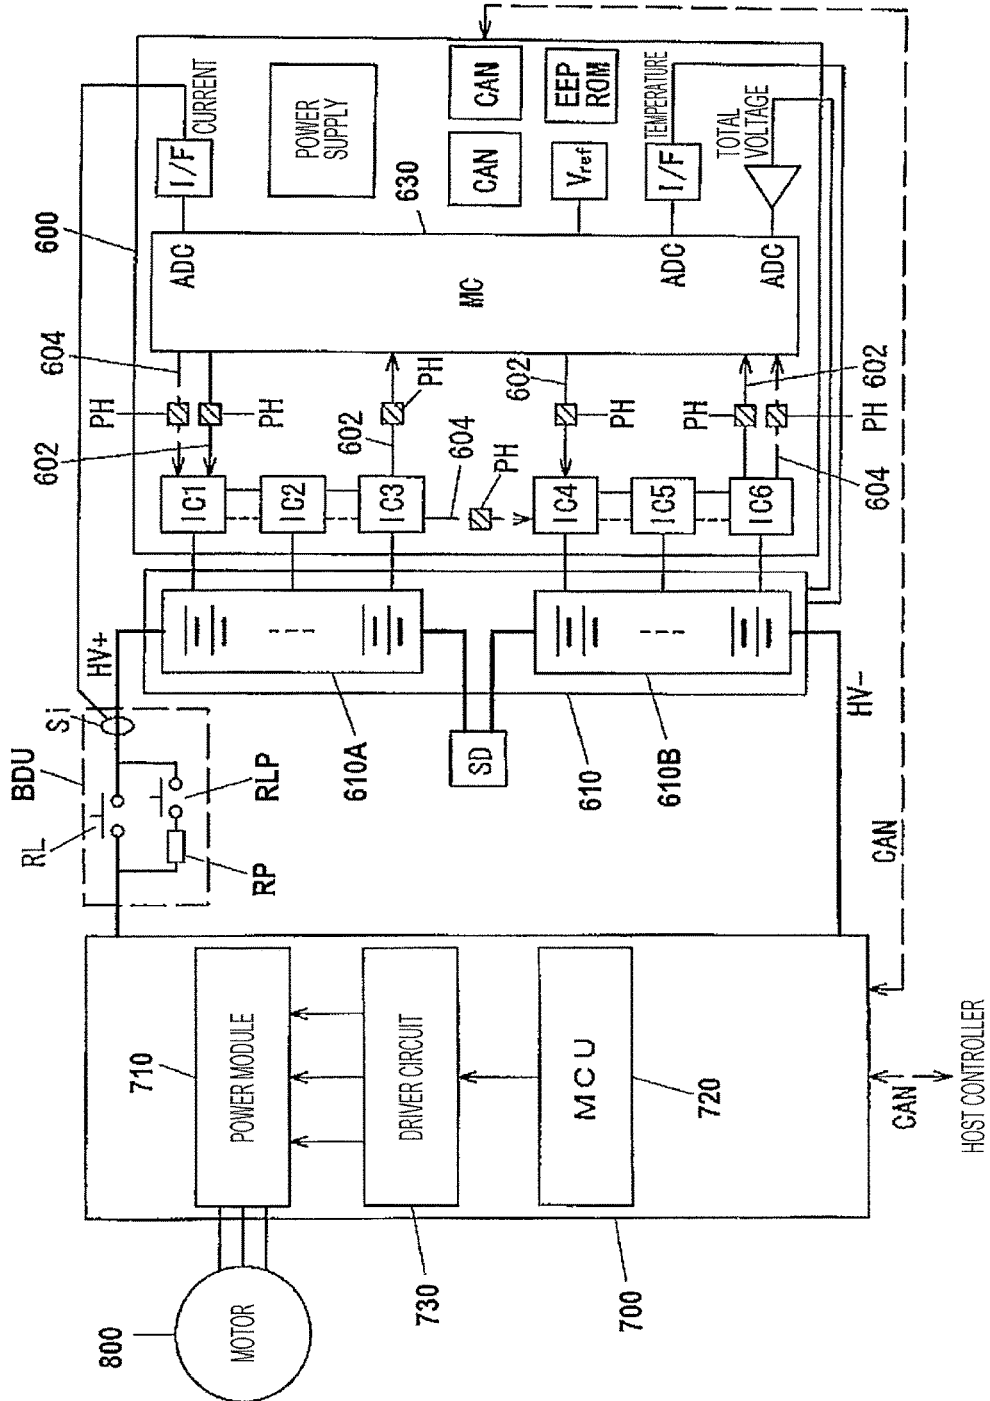 BDU
RL
Si
HV+
602
PH
604
600
800
710
MOTOR
POWER MODULE
RP
RLP
IC1
PH
ADC
I/F
CURRENT
IC2
POWER
SUPPLY
610A
730
DRIVER CIRCUIT
602
IC3
PH
604
PH
630
MC
SD
CAN
CAN
602
700
720
MCU
610
IC4
PH
Vref
EEP
ROM
610B
IC5
ADC
I/F
TEMPERATURE
PH
TOTAL
VOLTAGE
IC6
ADC
HV-
604
PH
602
CAN
CAN
HOST CONTROLLER